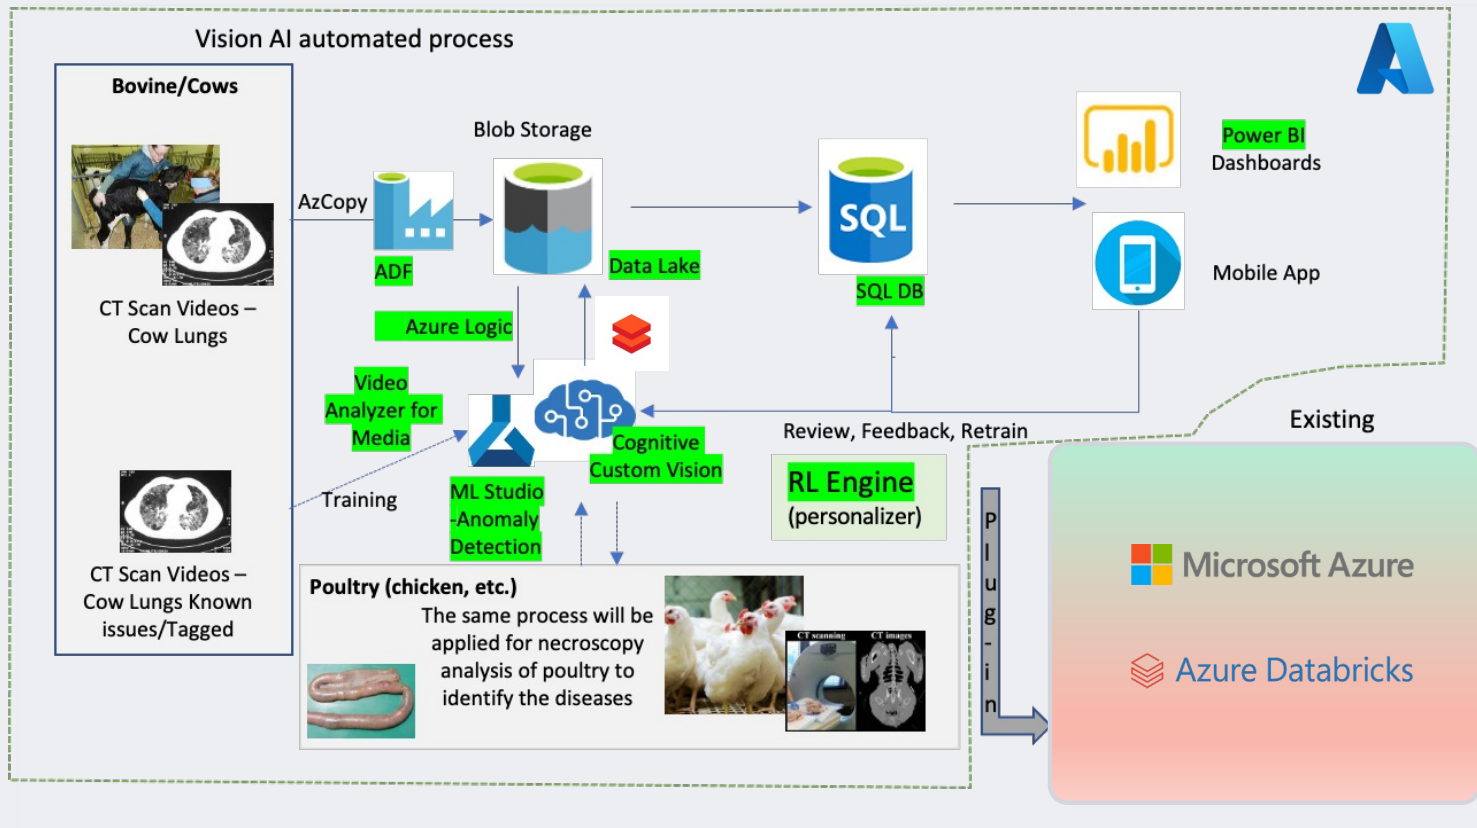 Vision AI automated process
Bovine/Cows
CT Scan Videos –
Cow Lungs
CT Scan Videos –
Cow Lungs Known
issues/Tagged
AzCopy
ADF
Blob Storage
Data Lake
Azure Logic
Video
Analyzer for
Media
Training
ML Studio
-Anomaly
Detection
Cognitive
Custom Vision
SQL
SQL DB
Power BI
Dashboards
Mobile App
Review, Feedback, Retrain
RL Engine
(personalizer)
Poultry (chicken, etc.)
The same process will be
applied for necroscopy
analysis of poultry to
identify the diseases
CT scanning
CT images
Plug-in
Existing
Microsoft Azure
Azure Databricks